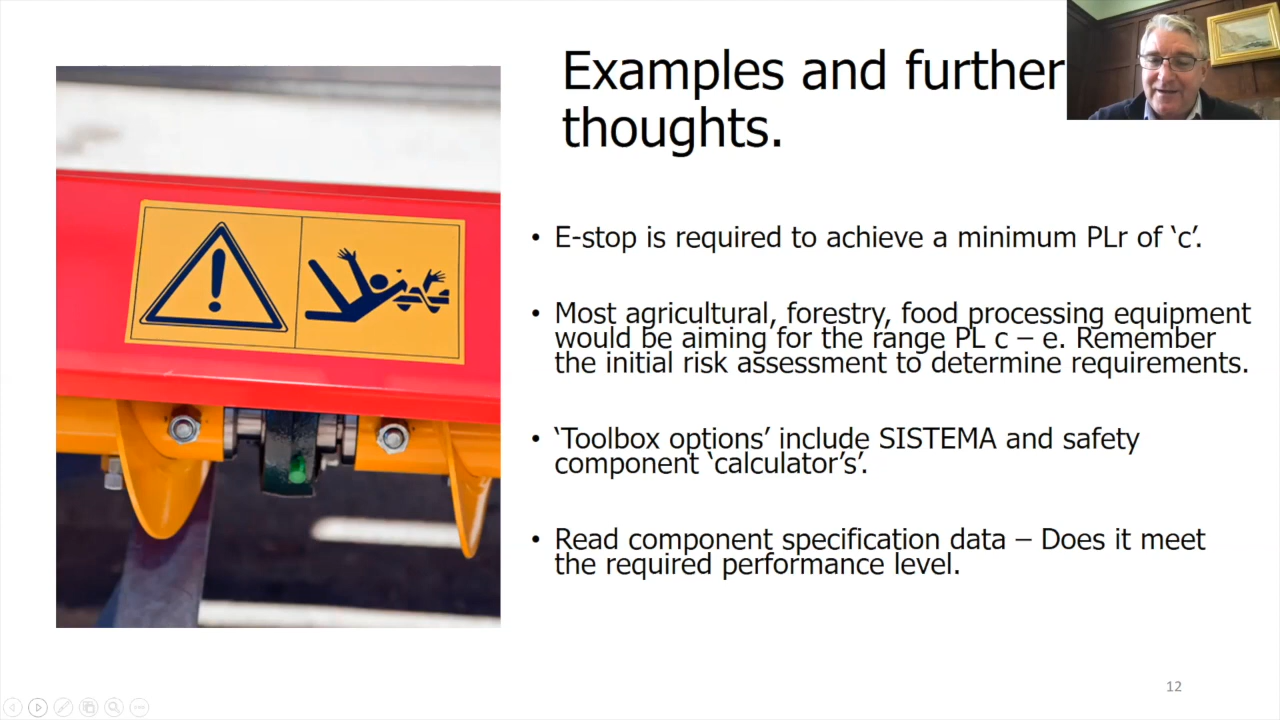 Examples and further
thoughts.
• E-stop is required to achieve a minimum PLr of ‘c’.
• Most agricultural, forestry, food processing equipment
would be aiming for the range PL c – e. Remember
the initial risk assessment to determine requirements.
• ‘Toolbox options’ include SISTEMA and safety
component ‘calculator’s’.
• Read component specification data – Does it meet
the required performance level.
12